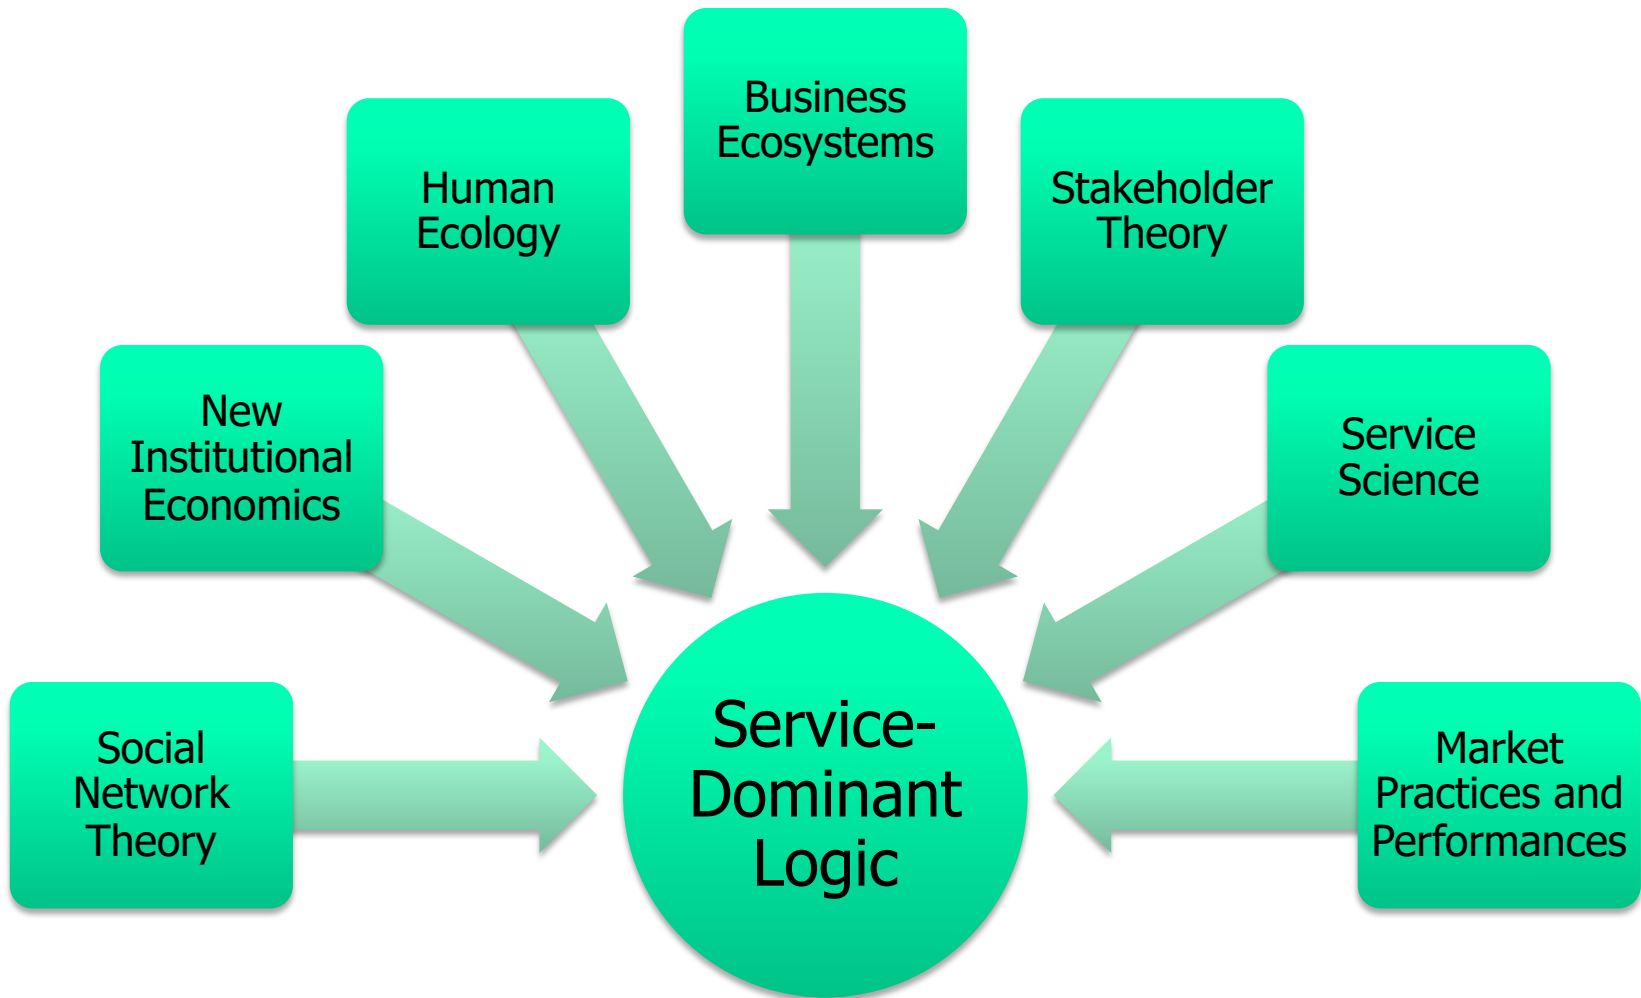 Business
Ecosystems
Human
Ecology
Stakeholder
Theory
New
Institutional
Economics
Service
Science
Social
Network
Theory
Service-
Dominant
Logic
Market
Practices and
Performances